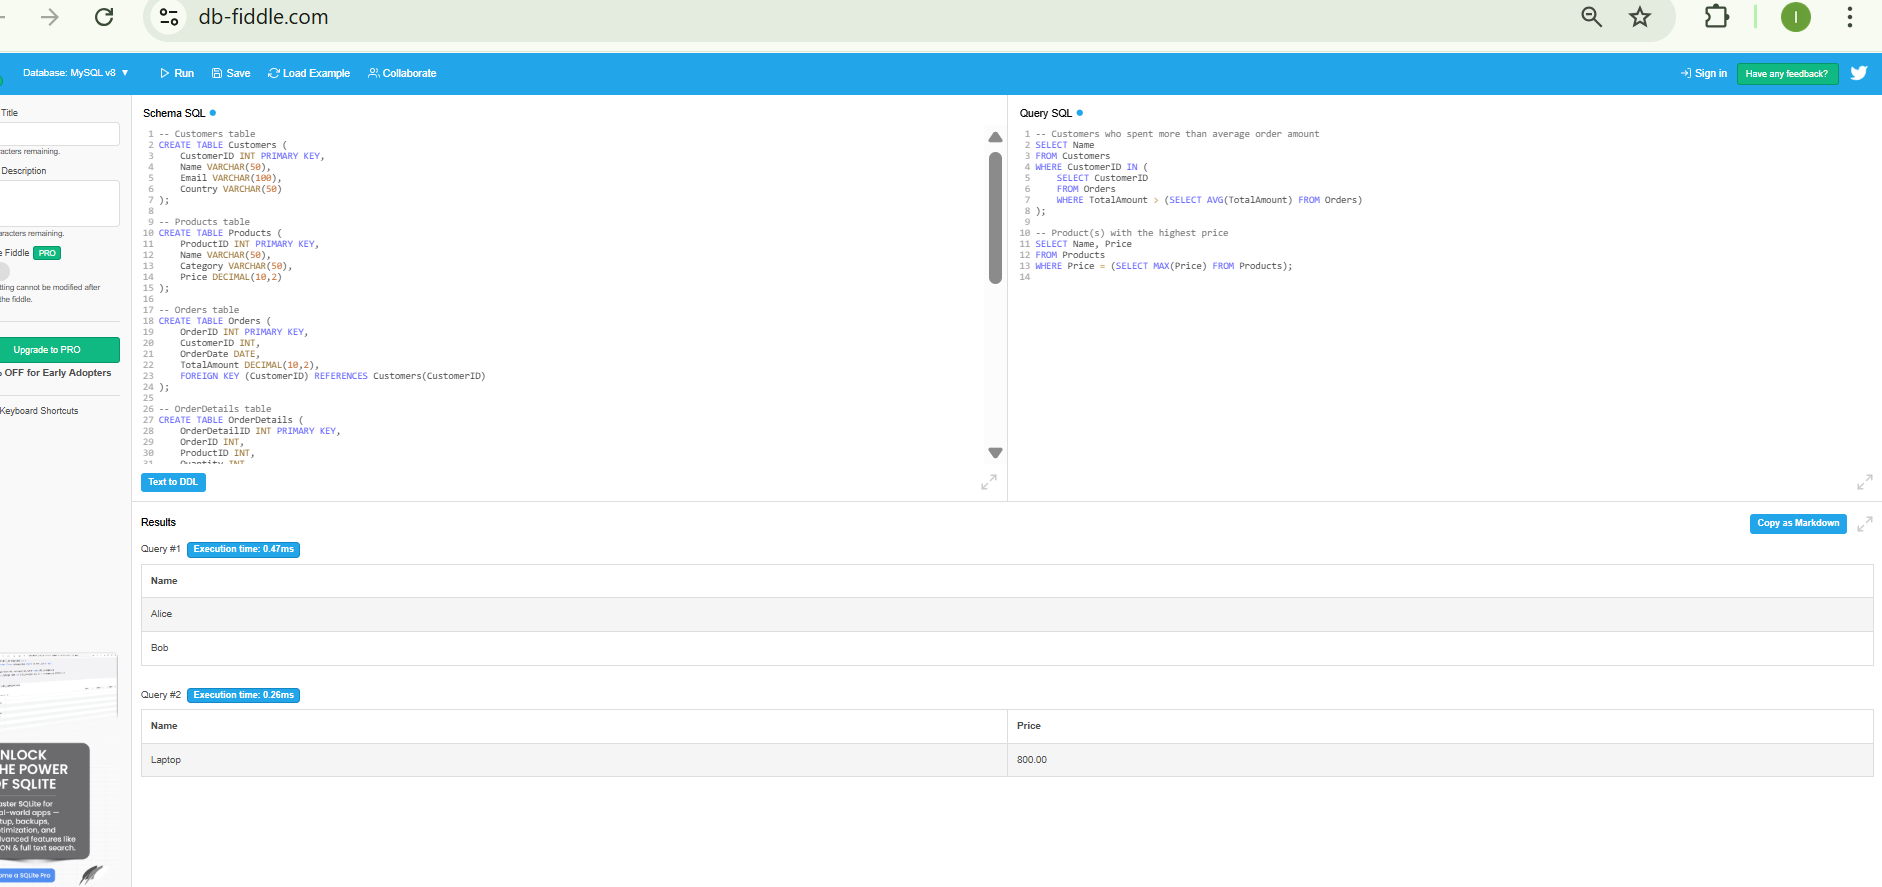 db-fiddle.com
I
Database: MySQL v8 ▼
Run
Save
Load Example
Collaborate
Sign in
Have any feedback?
Title
remaining.
Description
remaining.
Fiddle PRO
cannot be modified after
the fiddle.
Upgrade to PRO
OFF for Early Adopters
Keyboard Shortcuts
Schema SQL
1 -- Customers table
2 CREATE TABLE Customers (
3 CustomerID INT PRIMARY KEY,
4 Name VARCHAR(50),
5 Email VARCHAR(100),
6 Country VARCHAR(50)
7 );
8
9 -- Products table
10 CREATE TABLE Products (
11 ProductID INT PRIMARY KEY,
12 Name VARCHAR(50),
13 Category VARCHAR(50),
14 Price DECIMAL(10,2)
15 );
16
17 -- Orders table
18 CREATE TABLE Orders (
19 OrderID INT PRIMARY KEY,
20 CustomerID INT,
21 OrderDate DATE,
22 TotalAmount DECIMAL(10,2),
23 FOREIGN KEY (CustomerID) REFERENCES Customers(CustomerID)
24 );
25
26 -- OrderDetails table
27 CREATE TABLE OrderDetails (
28 OrderDetailID INT PRIMARY KEY,
29 OrderID INT,
30 ProductID INT,
31 Quantity INT
Text to DDL
Query SQL
1 -- Customers who spent more than average order amount
2 SELECT Name
3 FROM Customers
4 WHERE CustomerID IN (
5 SELECT CustomerID
6 FROM Orders
7 WHERE TotalAmount > (SELECT AVG(TotalAmount) FROM Orders)
8 );
9
10 -- Product(s) with the highest price
11 SELECT Name, Price
12 FROM Products
13 WHERE Price = (SELECT MAX(Price) FROM Products);
14
Results
Copy as Markdown
Query #1 Execution time: 0.47ms
Name
Alice
Bob
Query #2 Execution time: 0.26ms
Name Price
Laptop 800.00
NLOCK
HE POWER
F SQLITE
SQLite for
al-world apps —
tup, backups,
timization, and
vanced features like
ON & full text search.
ome a SQLite Pro